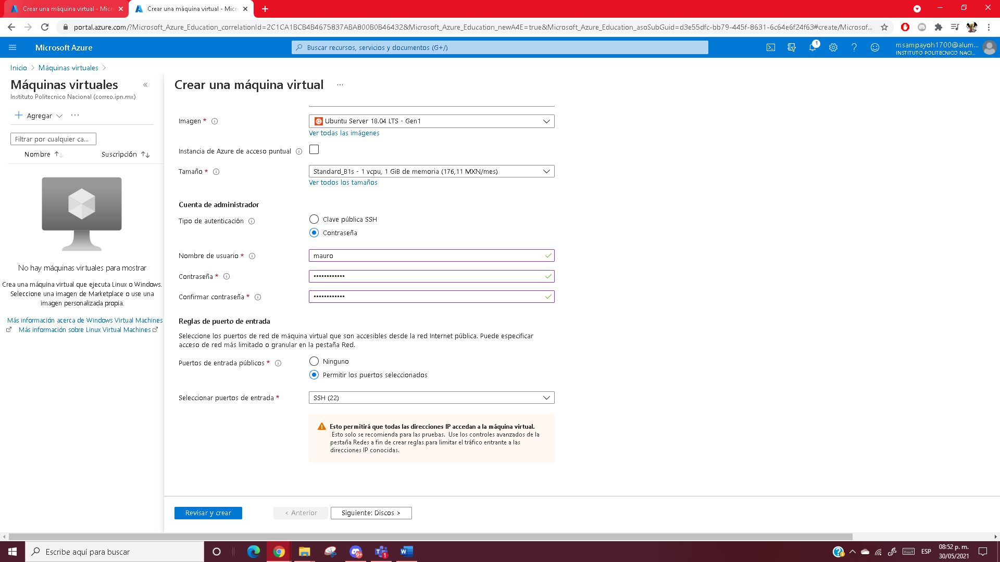 Crear una máquina virtual - Micr
Crear una máquina virtual - Micr
portal.azure.com/?Microsoft_Azure_Education_correlationId=2C1CA1BCB4B4675837ABA800B0B46432&Microsoft_Azure_Education_newA4E=true&Microsoft_Azure_Education_asoSubGuid=d3e55dfc-bb79-445f-8631-6c64e6f24f63#create/Microsof...
Microsoft Azure
Buscar recursos, servicios y documentos (G+/)
1
msampayoh1700@alum...
INSTITUTO POLITECNICO NACI...
Inicio
Máquinas virtuales
Máquinas virtuales
Instituto Politecnico Nacional (correo.ipn.mx)
Agregar
Filtrar por cualquier ca...
Nombre
Suscripción
No hay máquinas virtuales para mostrar
Crea una máquina virtual que ejecuta Linux o Windows.
Seleccione una imagen de Marketplace o use una
imagen personalizada propia.
Más información acerca de Windows Virtual Machines
Más información sobre Linux Virtual Machines
Crear una máquina virtual
...
Imagen *
Ubuntu Server 18.04 LTS - Gen1
Ver todas las imágenes
Instancia de Azure de acceso puntual
Tamaño *
Standard_B1s - 1 vcpu, 1 GiB de memoria (176,11 MXN/mes)
Ver todos los tamaños
Cuenta de administrador
Tipo de autenticación
Clave pública SSH
Contraseña
Nombre de usuario *
mauro
Contraseña *
••••••••••••
Confirmar contraseña *
••••••••••••
Reglas de puerto de entrada
Seleccione los puertos de red de máquina virtual que son accesibles desde la red Internet pública. Puede especificar
acceso de red más limitado o granular en la pestaña Red.
Puertos de entrada públicos *
Ninguno
Permitir los puertos seleccionados
Seleccionar puertos de entrada *
SSH (22)
Esto permitirá que todas las direcciones IP accedan a la máquina virtual.
Esto solo se recomienda para las pruebas. Use los controles avanzados de la
pestaña Redes a fin de crear reglas para limitar el tráfico entrante a las
direcciones IP conocidas.
Revisar y crear
< Anterior
Siguiente: Discos >
Escribe aquí para buscar
9+
1
ESP
08:52 p. m.
30/05/2021